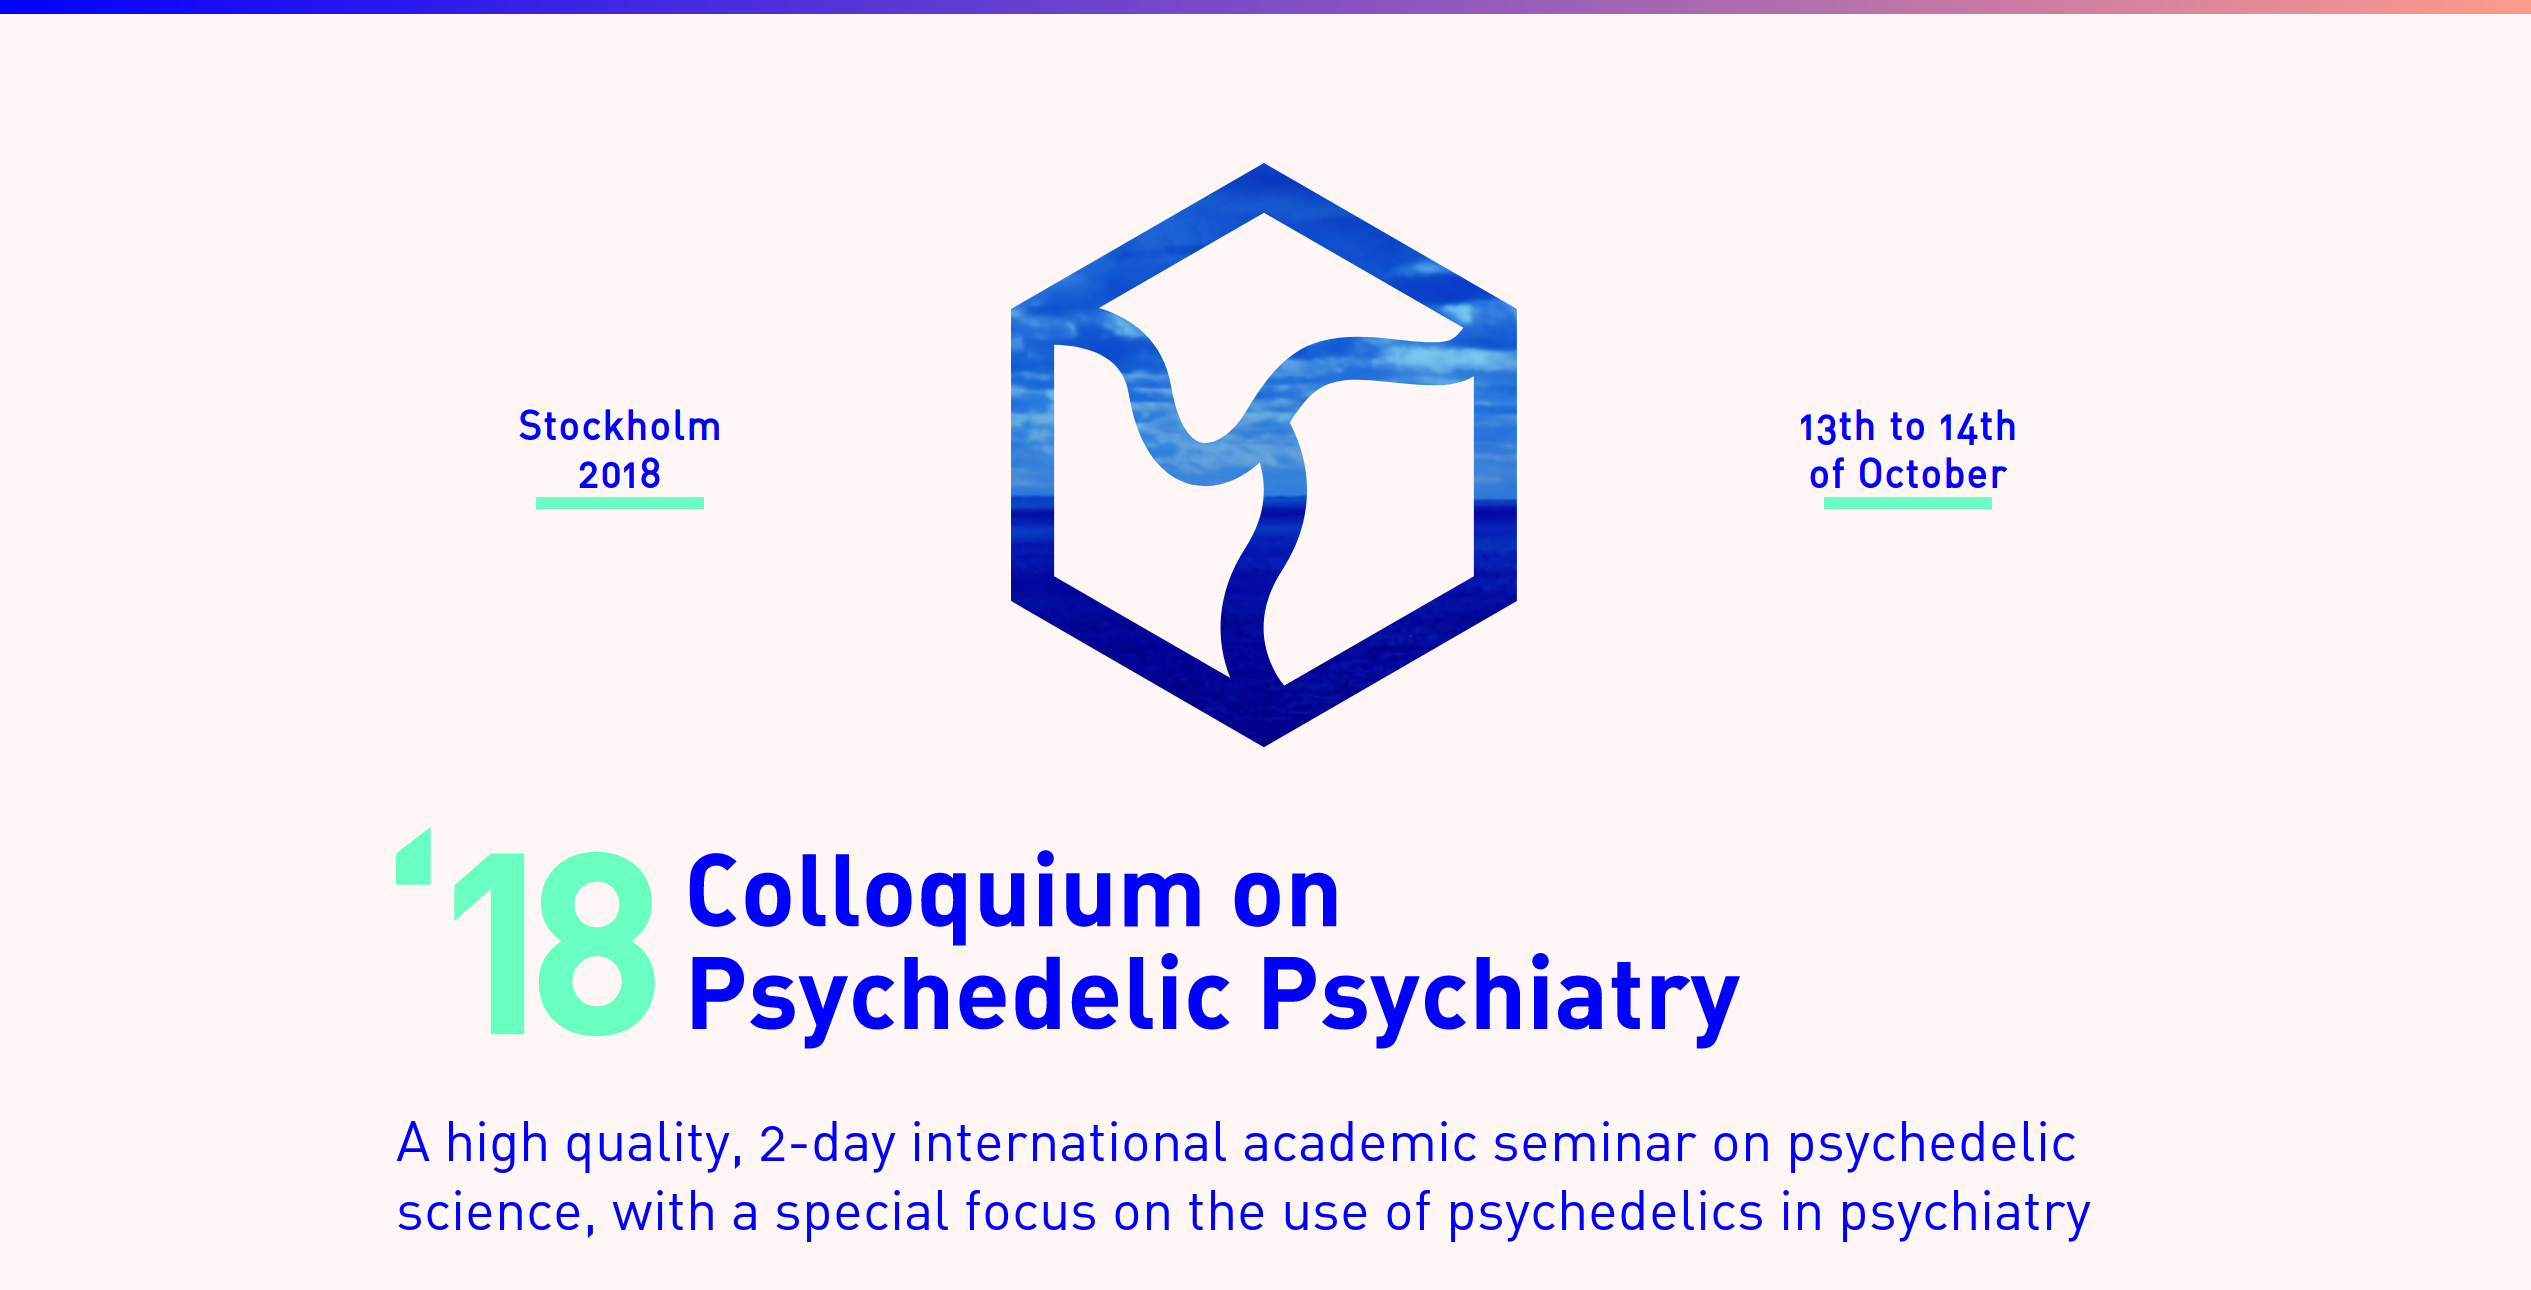 Stockholm
2018
13th to 14th
of October
‘18
Colloquium on
Psychedelic Psychiatry
A high quality, 2-day international academic seminar on psychedelic
science, with a special focus on the use of psychedelics in psychiatry